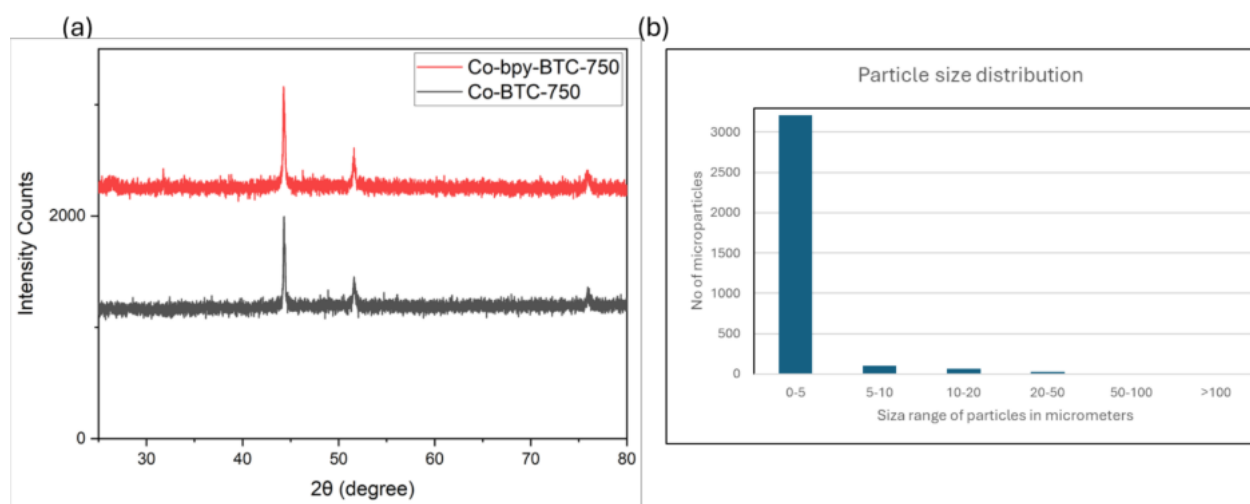 (a)
Co-bpy-BTC-750
Co-BTC-750
Intensity Counts
2000
0
30 40 50 60 70 80
2θ (degree)
(b)
Particle size distribution
No of microparticles
3000
2500
2000
1500
1000
500
0
0-5 5-10 10-20 20-50 50-100 >100
Siza range of particles in micrometers